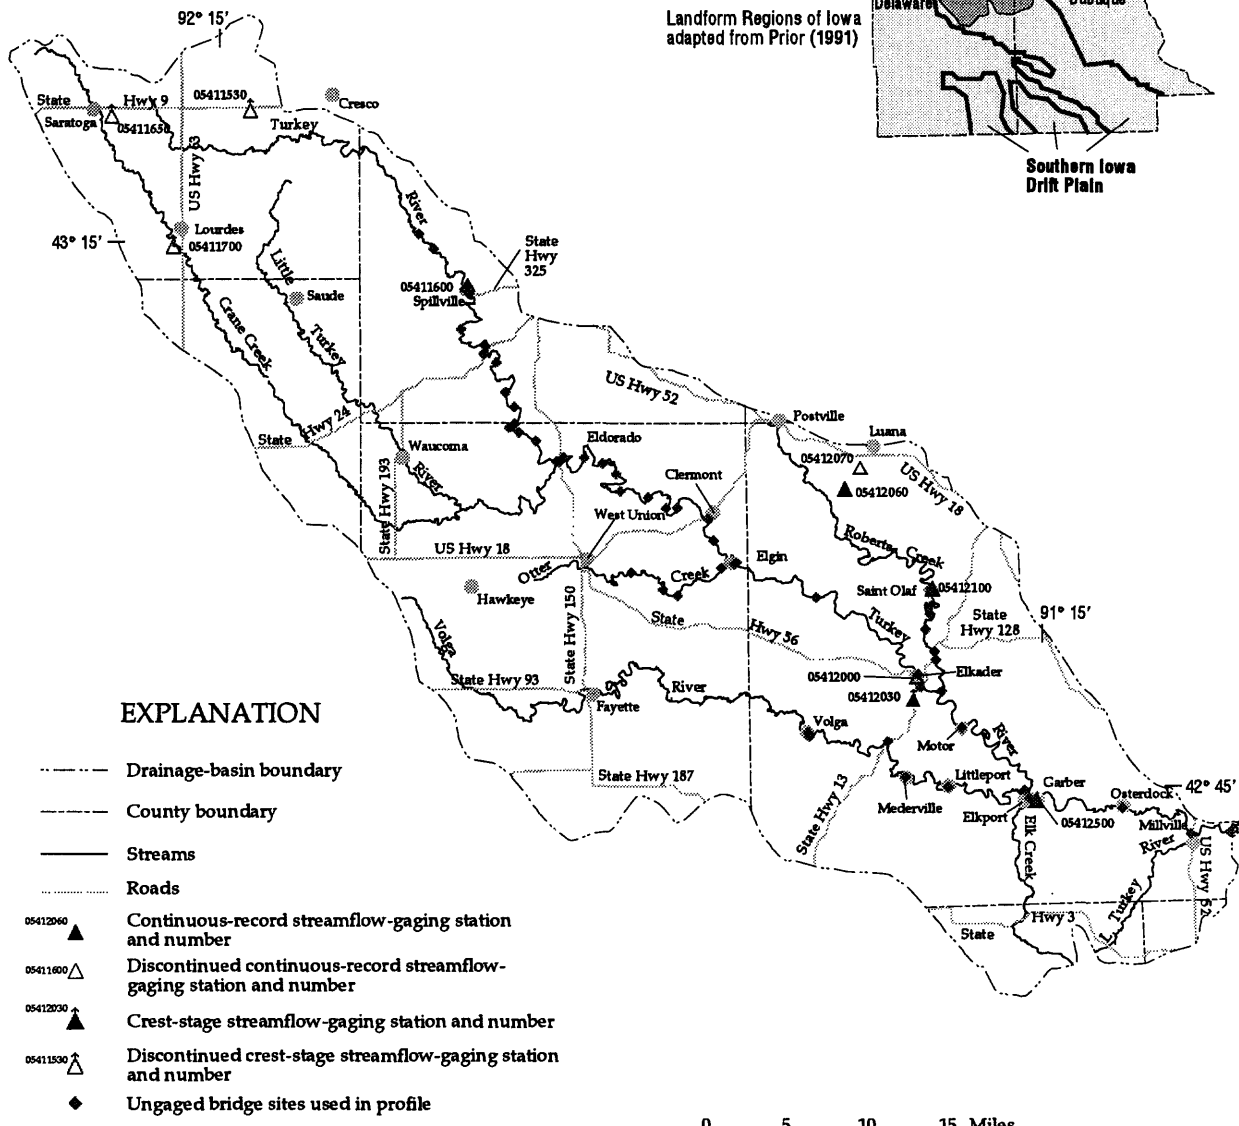 92° 15′
Landform Regions of Iowa
adapted from Prior (1991)
Delaware
Dubuque
Southern Iowa
Drift Plain
State
Hwy 9
05411530
Cresco
Saratoga
05411650
Turkey
US Hwy 63
River
Lourdes
43° 15′
05411700
State
Hwy
325
Little
Saude
05411600
Spillville
Crane Creek
Turkey
US Hwy 52
State
Hwy 24
Postville
Luana
Waucoma
Eldorado
05412070
US Hwy 18
Clermont
River
State Hwy 193
05412060
West Union
US Hwy 18
Roberts Creek
Elgin
Otter
Creek
Saint Olaf
05412100
Hawkeye
State Hwy 150
State
Hwy 56
Turkey
State
Hwy 128
91° 15′
Volga
State Hwy 93
River
05412000
Elkader
05412030
Fayette
Volga
Motor
River
State Hwy 187
State Hwy 13
Littleport
Garber
Mederville
Osterdock
42° 45′
Elkport
05412500
Millville
River
Elk Creek
US Hwy 52
L. Turkey
State
Hwy 3
EXPLANATION
Drainage-basin boundary
County boundary
Streams
Roads
05412060
Continuous-record streamflow-gaging station
and number
05411600
Discontinued continuous-record streamflow-
gaging station and number
05412030
Crest-stage streamflow-gaging station and number
05411530
Discontinued crest-stage streamflow-gaging station
and number
Ungaged bridge sites used in profile
0 5 10 15 Miles